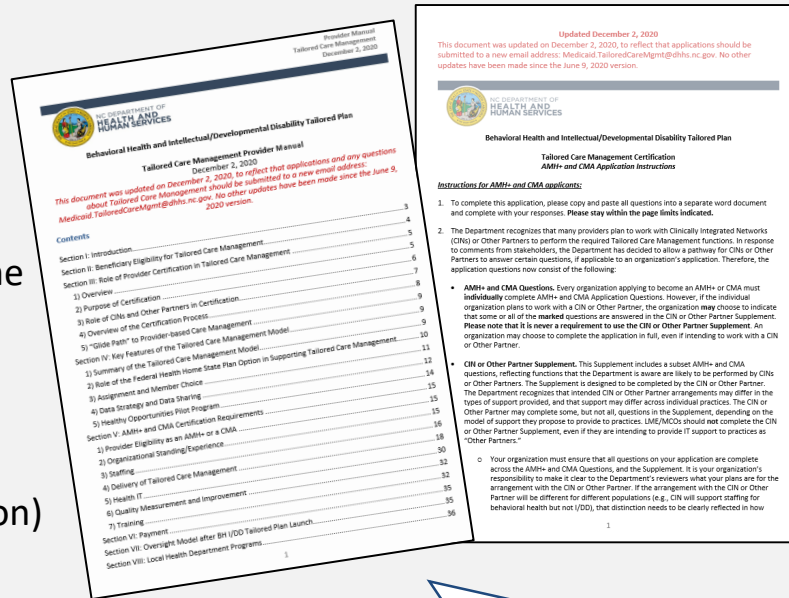 ne
on)
Provider Manual
Tailored Care Management
December 2, 2020
NC DEPARTMENT OF
HEALTH AND
HUMAN SERVICES
Behavioral Health and Intellectual/Developmental Disability Tailored Plan
Tailored Care Management Provider Manual
December 2, 2020
This document was updated on December 2, 2020, to reflect that applications and any questions
about Tailored Care Management should be submitted to a new email address:
Medicaid.TailoredCareMgmt@dhhs.nc.gov. No other updates have been made since the June 9,
2020 version.
Contents
Section I: Introduction 3
Section II: Beneficiary Eligibility for Tailored Care Management 4
Section III: Role of Provider Certification in Tailored Care Management 5
1) Overview 5
2) Purpose of Certification 6
3) Role of CINs and Other Partners in Certification 7
4) Overview of the Certification Process 8
5) "Glide Path" to Provider-based Care Management 9
Section IV: Key Features of the Tailored Care Management Model 9
1) Summary of the Tailored Care Management Model 9
2) Role of the Federal Health Home State Plan Option in Supporting Tailored Care Management 10
3) Assignment and Member Choice 11
4) Data Strategy and Data Sharing 12
5) Healthy Opportunities Pilot Program 14
Section V: AMH+ and CMA Certification Requirements 15
1) Provider Eligibility as an AMH+ or a CMA 15
2) Organizational Standing/Experience 15
3) Staffing 16
4) Delivery of Tailored Care Management 18
5) Health IT 30
6) Quality Measurement and Improvement 32
7) Training 32
Section VI: Payment 35
Section VII: Oversight Model after BH I/DD Tailored Plan Launch 35
Section VIII: Local Health Department Programs 36
1
Updated December 2, 2020
This document was updated on December 2, 2020, to reflect that applications should be
submitted to a new email address: Medicaid.TailoredCareMgmt@dhhs.nc.gov. No other
updates have been made since the June 9, 2020 version.
NC DEPARTMENT OF
HEALTH AND
HUMAN SERVICES
Behavioral Health and Intellectual/Developmental Disability Tailored Plan
Tailored Care Management Certification
AMH+ and CMA Application Instructions
Instructions for AMH+ and CMA applicants:
1. To complete this application, please copy and paste all questions into a separate word document
and complete with your responses. Please stay within the page limits indicated.
2. The Department recognizes that many providers plan to work with Clinically Integrated Networks
(CINs) or Other Partners to perform the required Tailored Care Management functions. In response
to comments from stakeholders, the Department has decided to allow a pathway for CINs or Other
Partners to answer certain questions, if applicable to an organization's application. Therefore, the
application questions now consist of the following:
• AMH+ and CMA Questions. Every organization applying to become an AMH+ or CMA must
individually complete AMH+ and CMA Application Questions. However, if the individual
organization plans to work with a CIN or Other Partner, the organization may choose to indicate
that some or all of the marked questions are answered in the CIN or Other Partner Supplement.
Please note that it is never a requirement to use the CIN or Other Partner Supplement. An
organization may choose to complete the application in full, even if intending to work with a CIN
or Other Partner.
• CIN or Other Partner Supplement. This Supplement includes a subset AMH+ and CMA
questions, reflecting functions that the Department is aware are likely to be performed by CINs
or Other Partners. The Supplement is designed to be completed by the CIN or Other Partner.
The Department recognizes that intended CIN or Other Partner arrangements may differ in the
types of support provided, and that support may differ across individual practices. The CIN or
Other Partner may complete some, but not all, questions in the Supplement, depending on the
model of support they propose to provide to practices. LME/MCOs should not complete the CIN
or Other Partner Supplement, even if they are intending to provide IT support to practices as
"Other Partners."
o Your organization must ensure that all questions on your application are complete
across the AMH+ and CMA Questions, and the Supplement. It is your organization's
responsibility to make it clear to the Department's reviewers what your plans are for the
arrangement with the CIN or Other Partner. If the arrangement with the CIN or Other
Partner will be different for different populations (e.g., CIN will support staffing for
behavioral health but not I/DD), that distinction needs to be clearly reflected in how
1